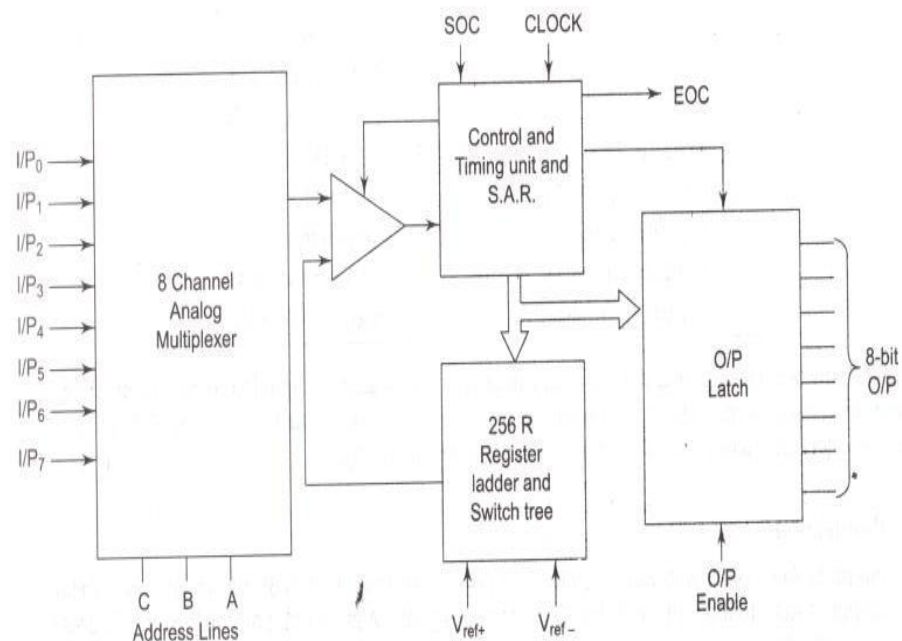 SOC CLOCK
EOC
Control and
Timing unit and
S.A.R.
I/P₀
I/P₁
I/P₂
I/P₃
I/P₄
I/P₅
I/P₆
I/P₇
8 Channel
Analog
Multiplexer
O/P
Latch
8-bit
O/P
256 R
Register
ladder and
Switch tree
C B A
Address Lines
Vref+ Vref–
O/P
Enable